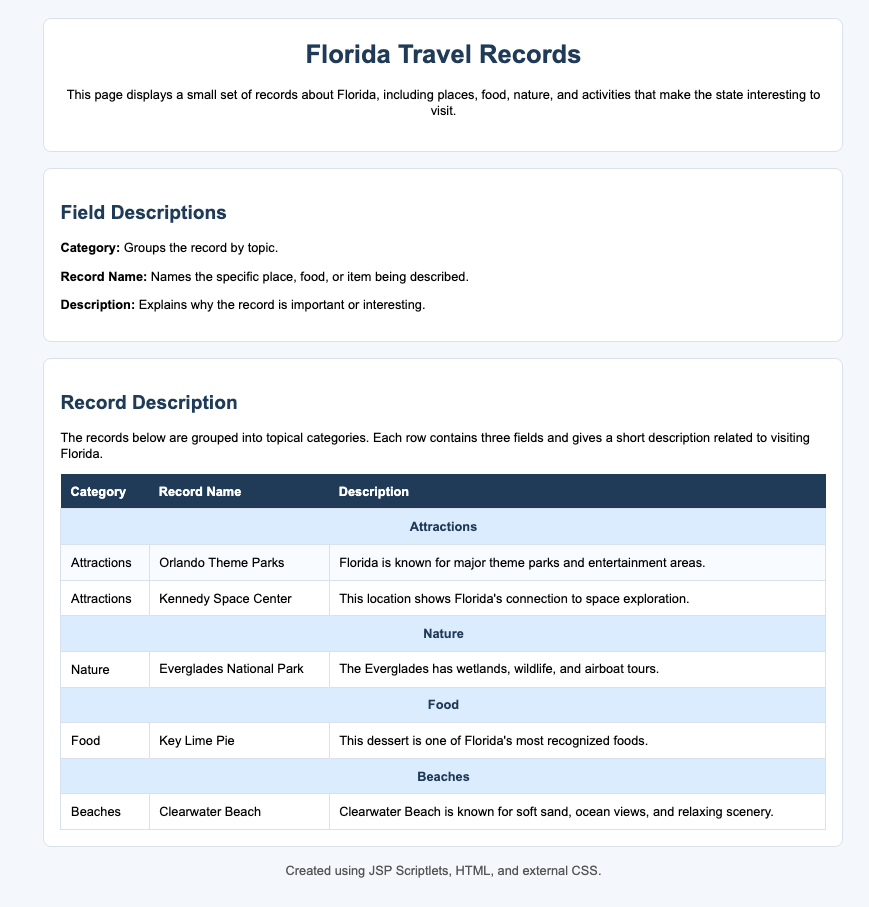 Florida Travel Records
This page displays a small set of records about Florida, including places, food, nature, and activities that make the state interesting to
visit.
Field Descriptions
Category: Groups the record by topic.
Record Name: Names the specific place, food, or item being described.
Description: Explains why the record is important or interesting.
Record Description
The records below are grouped into topical categories. Each row contains three fields and gives a short description related to visiting
Florida.
Category Record Name Description
Attractions
Attractions Orlando Theme Parks Florida is known for major theme parks and entertainment areas.
Attractions Kennedy Space Center This location shows Florida's connection to space exploration.
Nature
Nature Everglades National Park The Everglades has wetlands, wildlife, and airboat tours.
Food
Food Key Lime Pie This dessert is one of Florida's most recognized foods.
Beaches
Beaches Clearwater Beach Clearwater Beach is known for soft sand, ocean views, and relaxing scenery.
Created using JSP Scriptlets, HTML, and external CSS.